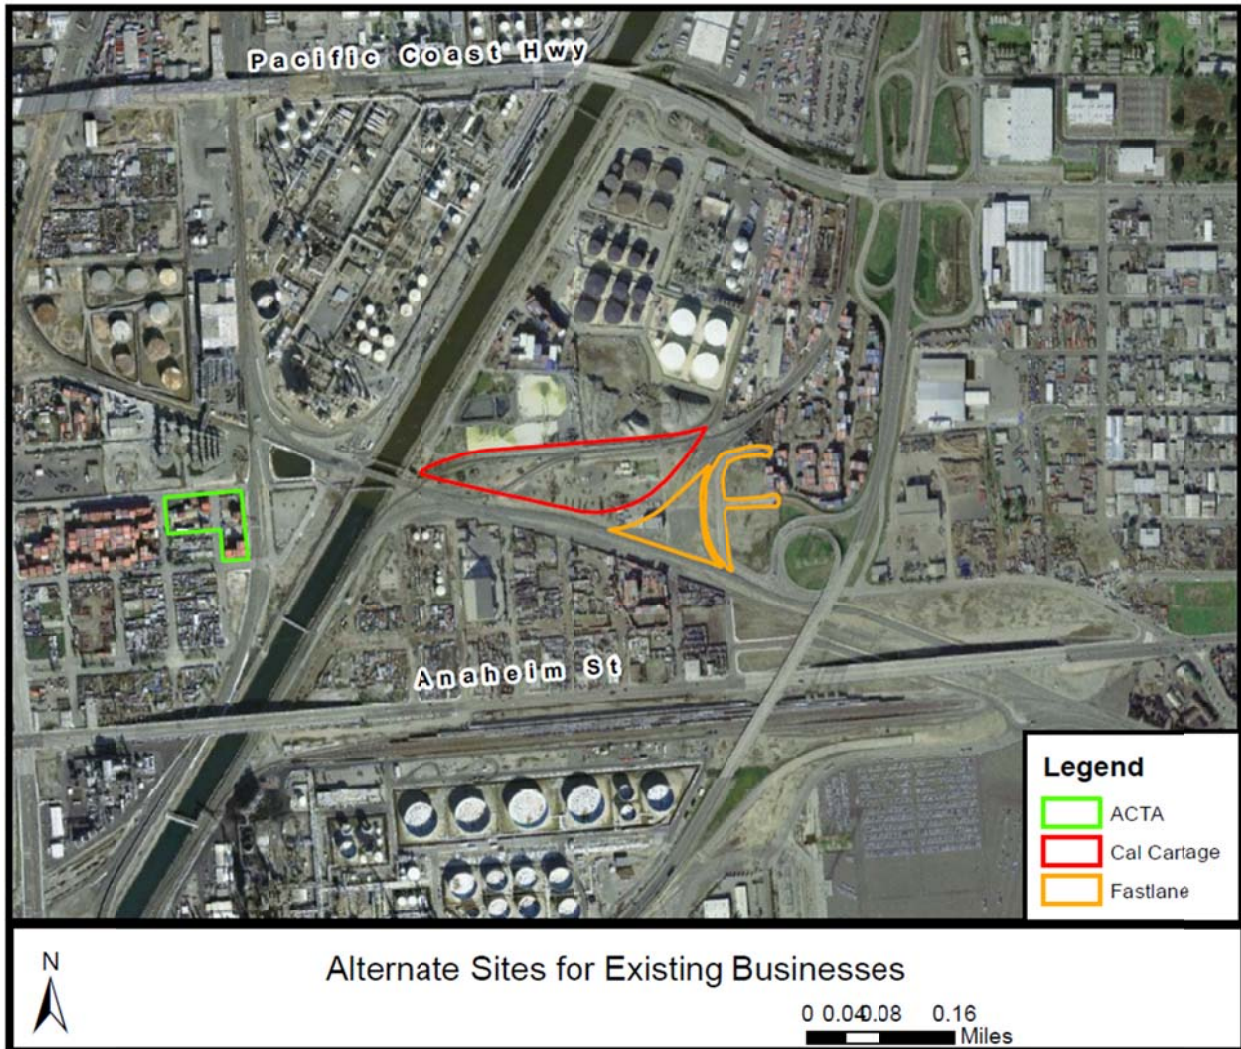 Pacific Coast Hwy
Anaheim St
Legend
ACTA
Cal Cartage
Fastlane
N
Alternate Sites for Existing Businesses
0 0.04 0.08 0.16
Miles